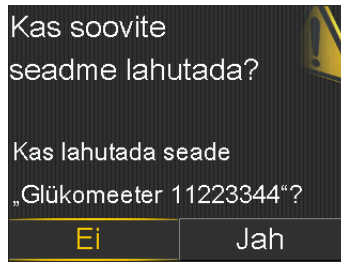 Kas soovite
seadme lahutada?
Kas lahutada seade
„Glükomeeter 11223344“?
Ei Jah